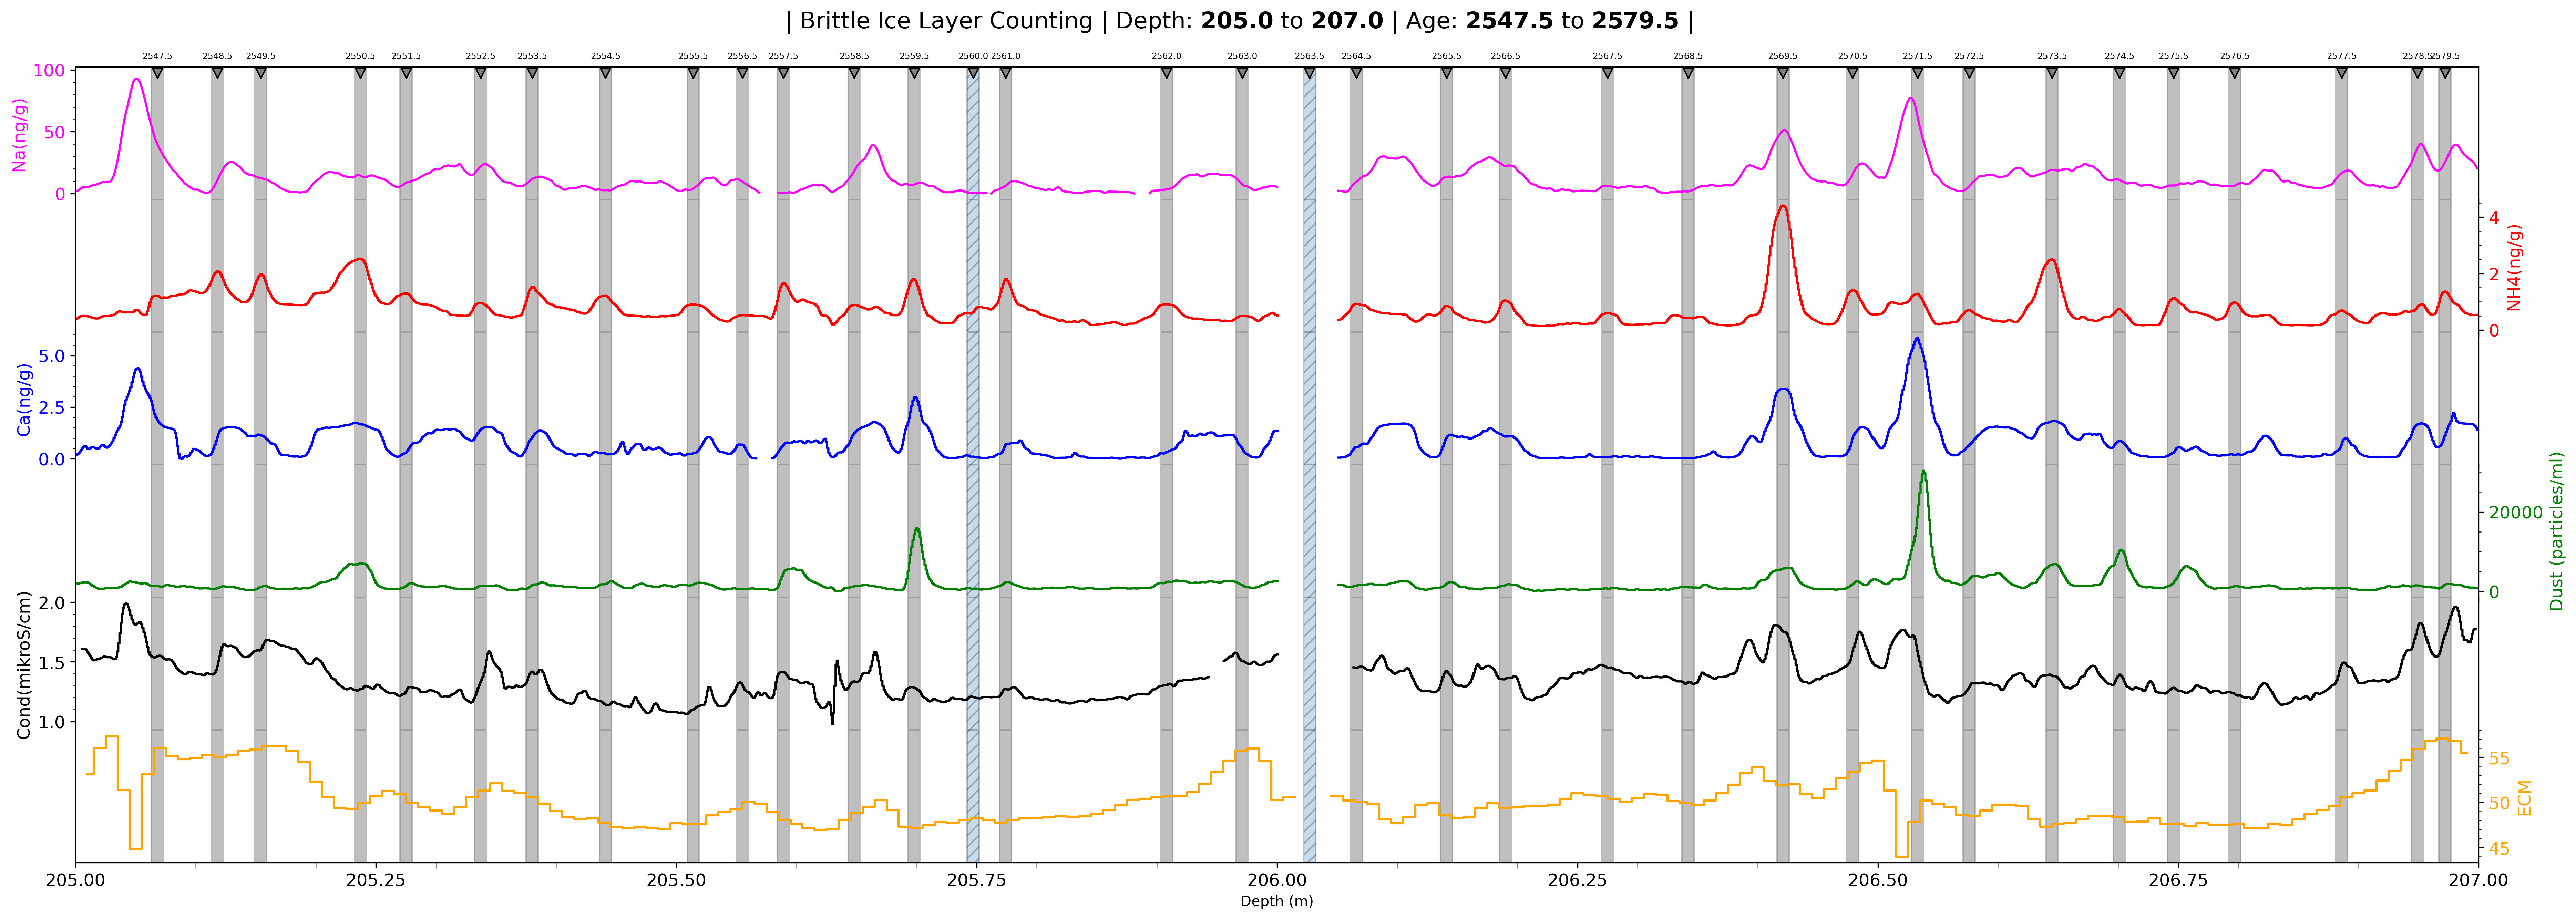 | Brittle Ice Layer Counting | Depth: 205.0 to 207.0 | Age: 2547.5 to 2579.5 |
2547.5 2548.5 2549.5 2550.5 2551.5 2552.5 2553.5 2554.5 2555.5 2556.5 2557.5 2558.5 2559.5 2560.0 2561.0 2562.0 2563.0 2563.5 2564.5 2565.5 2566.5 2567.5 2568.5 2569.5 2570.5 2571.5 2572.5 2573.5 2574.5 2575.5 2576.5 2577.5 2578.5 2579.5
100
50
0
Na(ng/g)
4
2
0
NH4(ng/g)
5.0
2.5
0.0
Ca(ng/g)
20000
0
Dust (particles/ml)
2.0
1.5
1.0
Cond(mikroS/cm)
55
50
45
ECM
205.00 205.25 205.50 205.75 206.00 206.25 206.50 206.75 207.00
Depth (m)